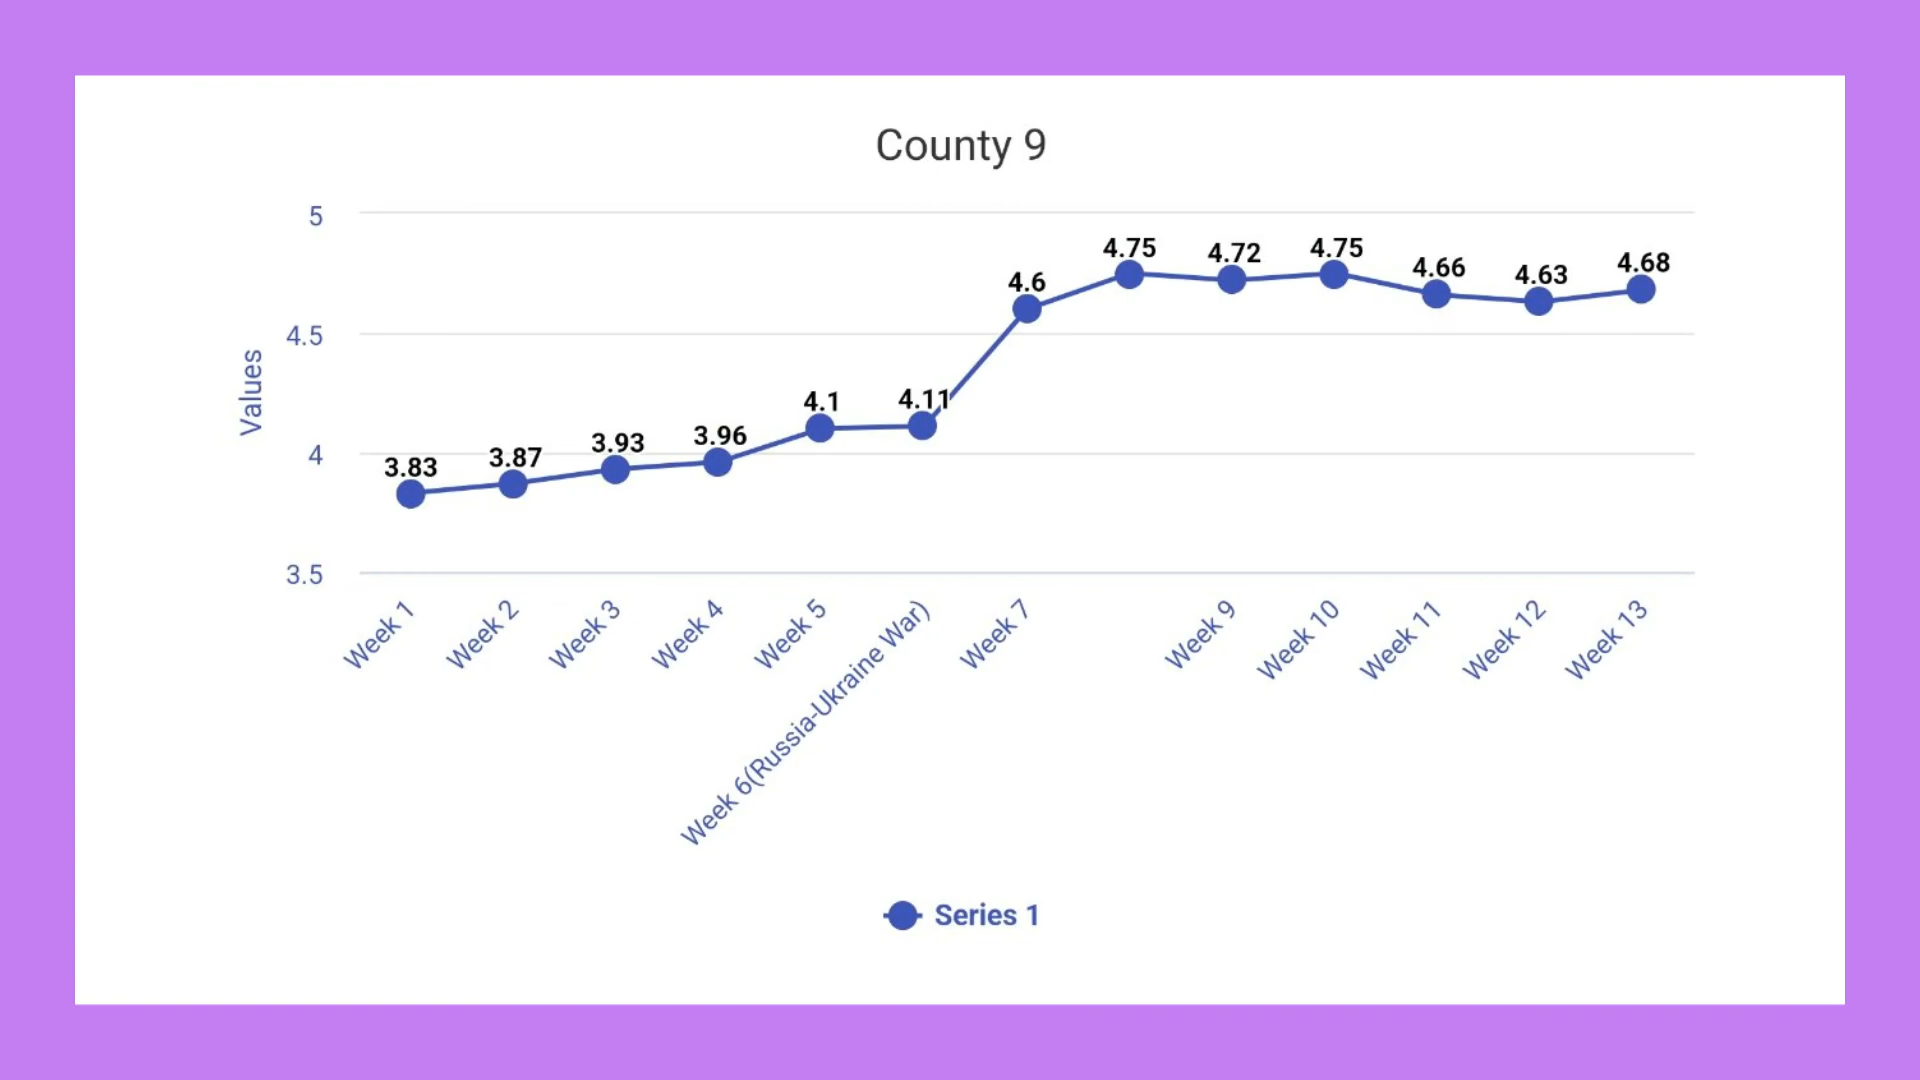 County 9
5
4.5
4
3.5
Values
3.83
3.87
3.93
3.96
4.1
4.11
4.6
4.75
4.72
4.75
4.66
4.63
4.68
Week 1
Week 2
Week 3
Week 4
Week 5
Week 6(Russia-Ukraine War)
Week 7
Week 9
Week 10
Week 11
Week 12
Week 13
Series 1